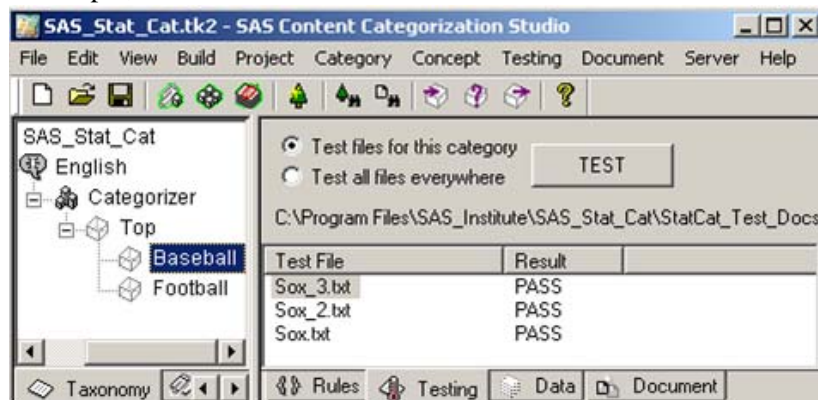 SAS_Stat_Cat.tk2 - SAS Content Categorization Studio
File Edit View Build Project Category Concept Testing Document Server Help
SAS_Stat_Cat
English
Categorizer
Top
Baseball
Football
Taxonomy
Test files for this category
Test all files everywhere
TEST
C:\Program Files\SAS_Institute\SAS_Stat_Cat\StatCat_Test_Docs
Test File Result
Sox_3.txt PASS
Sox_2.txt PASS
Sox.txt PASS
Rules Testing Data Document